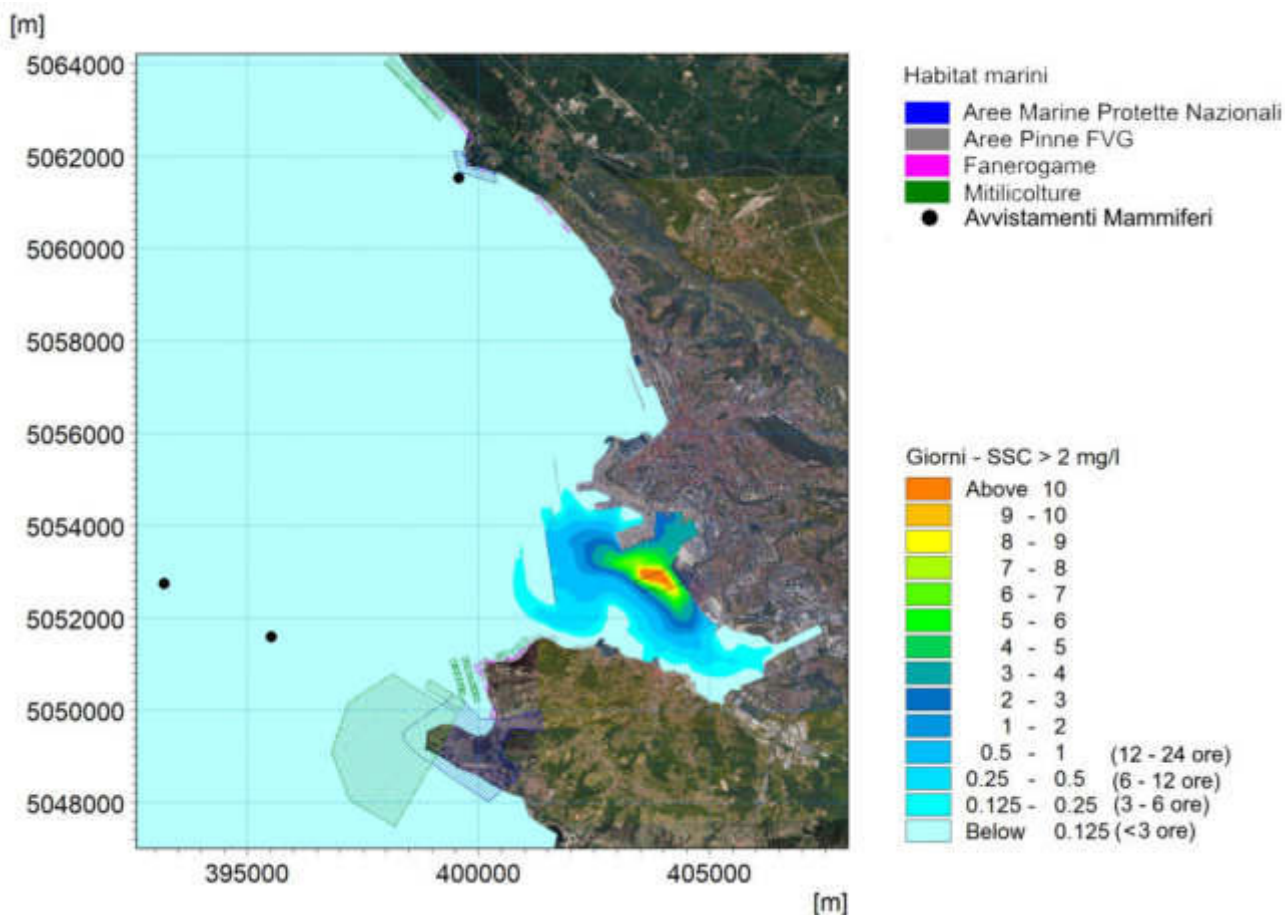 [m]
5064000
5062000
5060000
5058000
5056000
5054000
5052000
5050000
5048000
395000
400000
405000
[m]
Habitat marini
Aree Marine Protette Nazionali
Aree Pinne FVG
Fanerogame
Mitilicolture
Avvistamenti Mammiferi
Giorni - SSC > 2 mg/l
Above 10
9 - 10
8 - 9
7 - 8
6 - 7
5 - 6
4 - 5
3 - 4
2 - 3
1 - 2
0.5 - 1 (12 - 24 ore)
0.25 - 0.5 (6 - 12 ore)
0.125 - 0.25 (3 - 6 ore)
Below 0.125 (<3 ore)